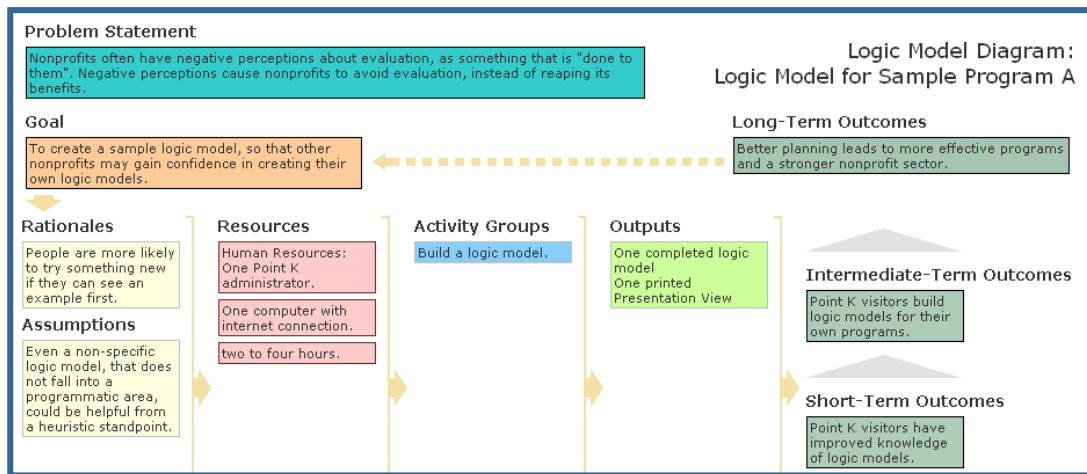 Problem Statement
Nonprofits often have negative perceptions about evaluation, as something that is "done to
them". Negative perceptions cause nonprofits to avoid evaluation, instead of reaping its
benefits.
Logic Model Diagram:
Logic Model for Sample Program A
Goal
To create a sample logic model, so that other
nonprofits may gain confidence in creating their
own logic models.
Long-Term Outcomes
Better planning leads to more effective programs
and a stronger nonprofit sector.
Rationales
People are more likely
to try something new
if they can see an
example first.
Assumptions
Even a non-specific
logic model, that does
not fall into a
programmatic area,
could be helpful from
a heuristic standpoint.
Resources
Human Resources:
One Point K
administrator.
One computer with
internet connection.
two to four hours.
Activity Groups
Build a logic model.
Outputs
One completed logic
model
One printed
Presentation View
Intermediate-Term Outcomes
Point K visitors build
logic models for their
own programs.
Short-Term Outcomes
Point K visitors have
improved knowledge
of logic models.